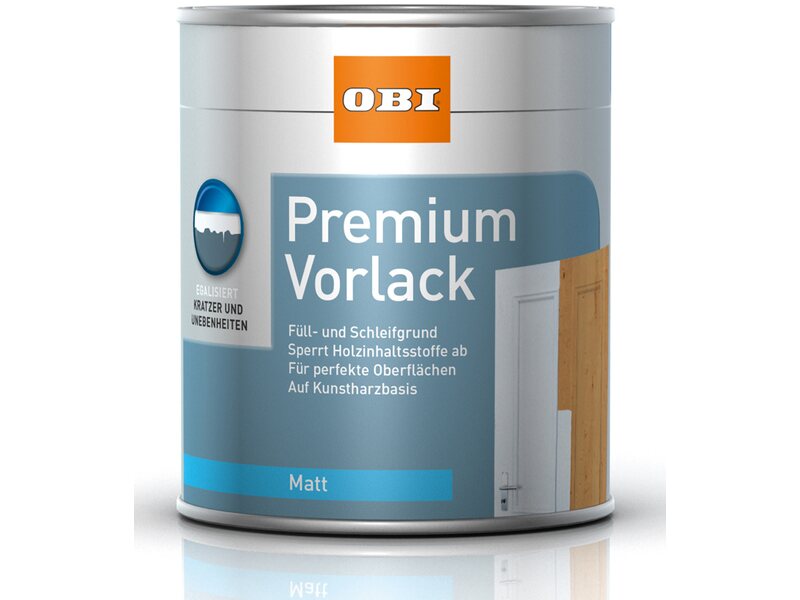 OBI
Premium
Vorlack
EGALISIERT
KRATZER UND
UNEBENHEITEN
Füll- und Schleifgrund
Sperrt Holzinhaltsstoffe ab
Für perfekte Oberflächen
Auf Kunstharzbasis
Matt